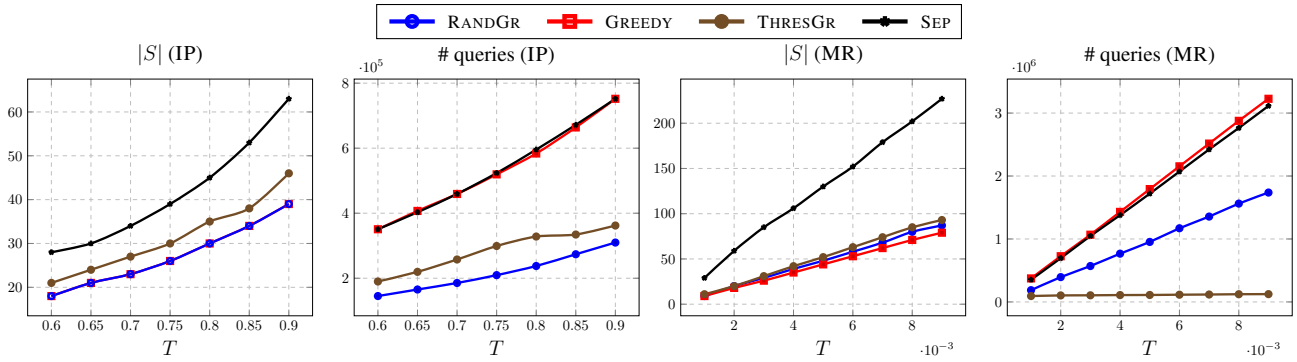 RANDGR GREEDY THRESGR SEP
|S| (IP)
60
50
40
30
20
0.6 0.65 0.7 0.75 0.8 0.85 0.9
T
# queries (IP)
·10^5
8
6
4
2
0.6 0.65 0.7 0.75 0.8 0.85 0.9
T
|S| (MR)
200
150
100
50
0
2 4 6 8
T
·10^−3
# queries (MR)
·10^6
3
2
1
0
2 4 6 8
T
·10^−3